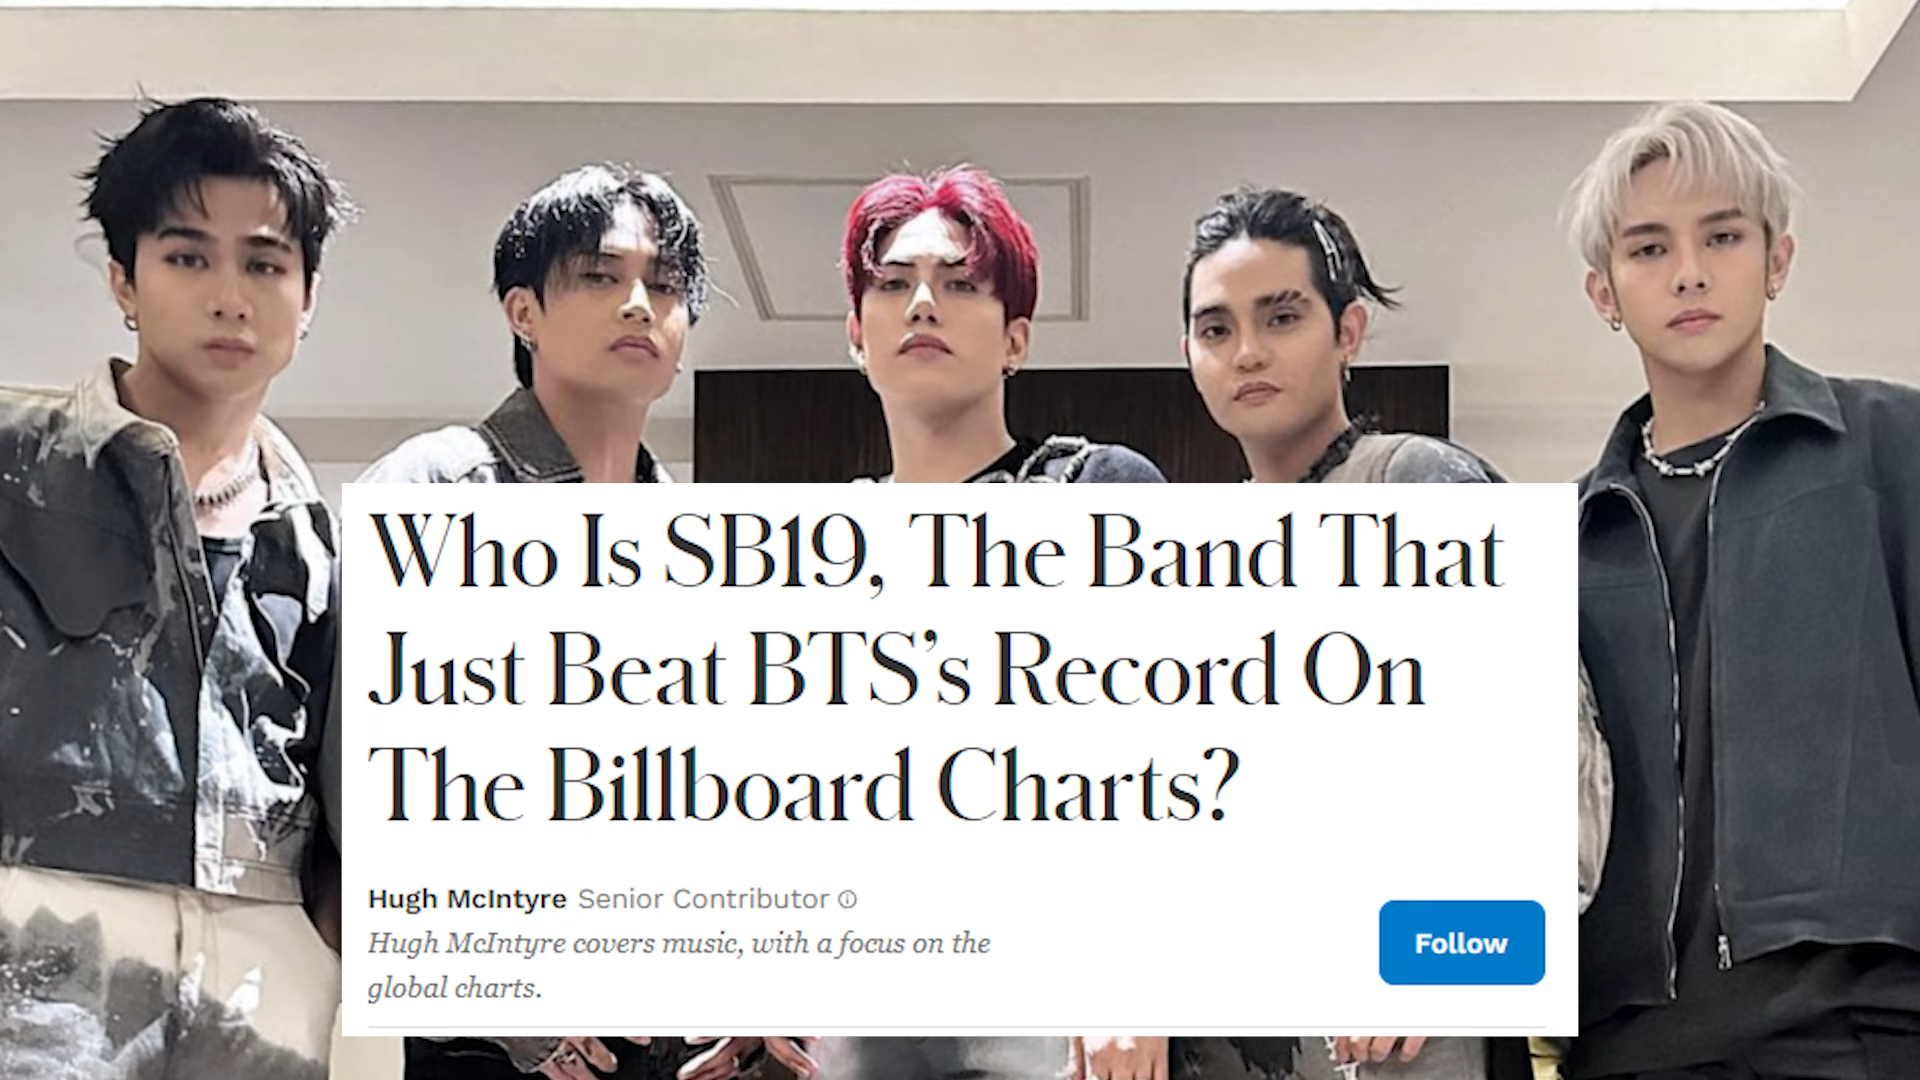 Who Is SB19, The Band That
Just Beat BTS’s Record On
The Billboard Charts?
Hugh McIntyre Senior Contributor
Hugh McIntyre covers music, with a focus on the
global charts.
Follow